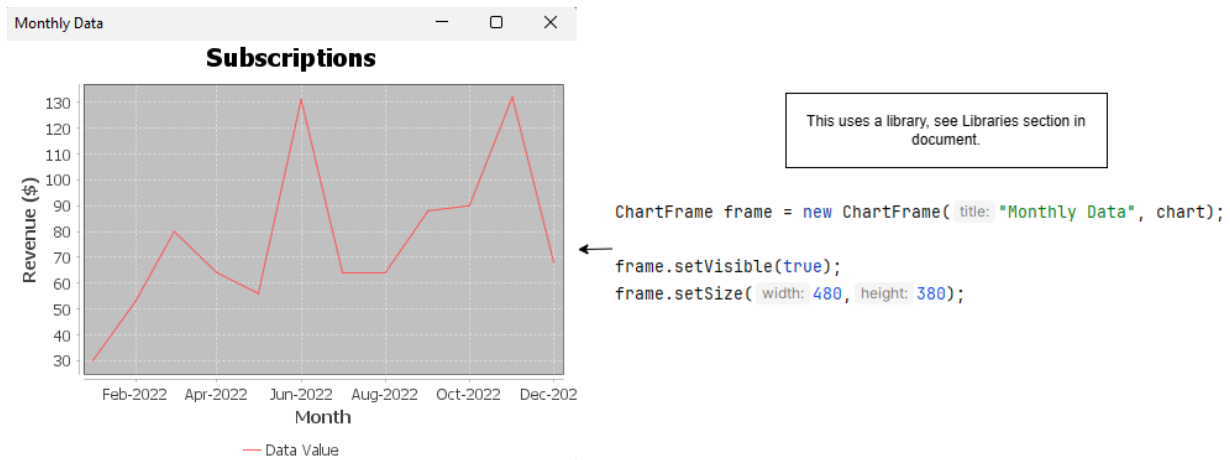 Monthly Data
Subscriptions
130
120
110
100
90
80
70
60
50
40
30
Revenue ($)
Feb-2022 Apr-2022 Jun-2022 Aug-2022 Oct-2022 Dec-202
Month
Data Value
This uses a library, see Libraries section in
document.
ChartFrame frame = new ChartFrame( title: "Monthly Data", chart);
frame.setVisible(true);
frame.setSize( width: 480, height: 380);